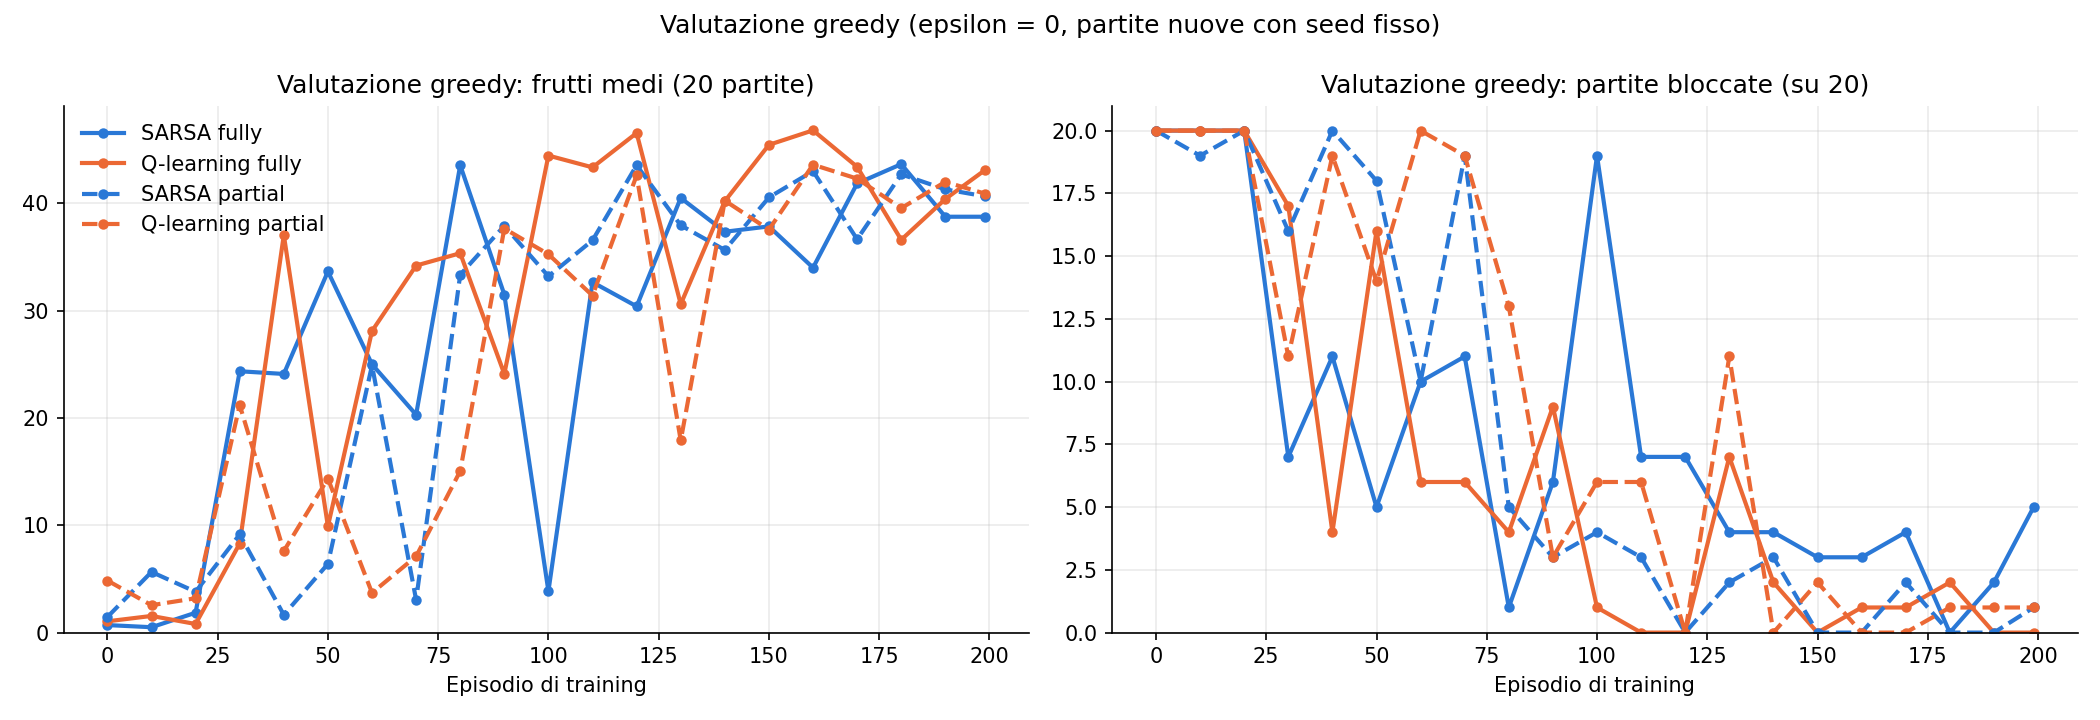 Valutazione greedy (epsilon = 0, partite nuove con seed fisso)
Valutazione greedy: frutti medi (20 partite)
SARSA fully
Q-learning fully
SARSA partial
Q-learning partial
40
30
20
10
0
0 25 50 75 100 125 150 175 200
Episodio di training
Valutazione greedy: partite bloccate (su 20)
20.0
17.5
15.0
12.5
10.0
7.5
5.0
2.5
0.0
0 25 50 75 100 125 150 175 200
Episodio di training